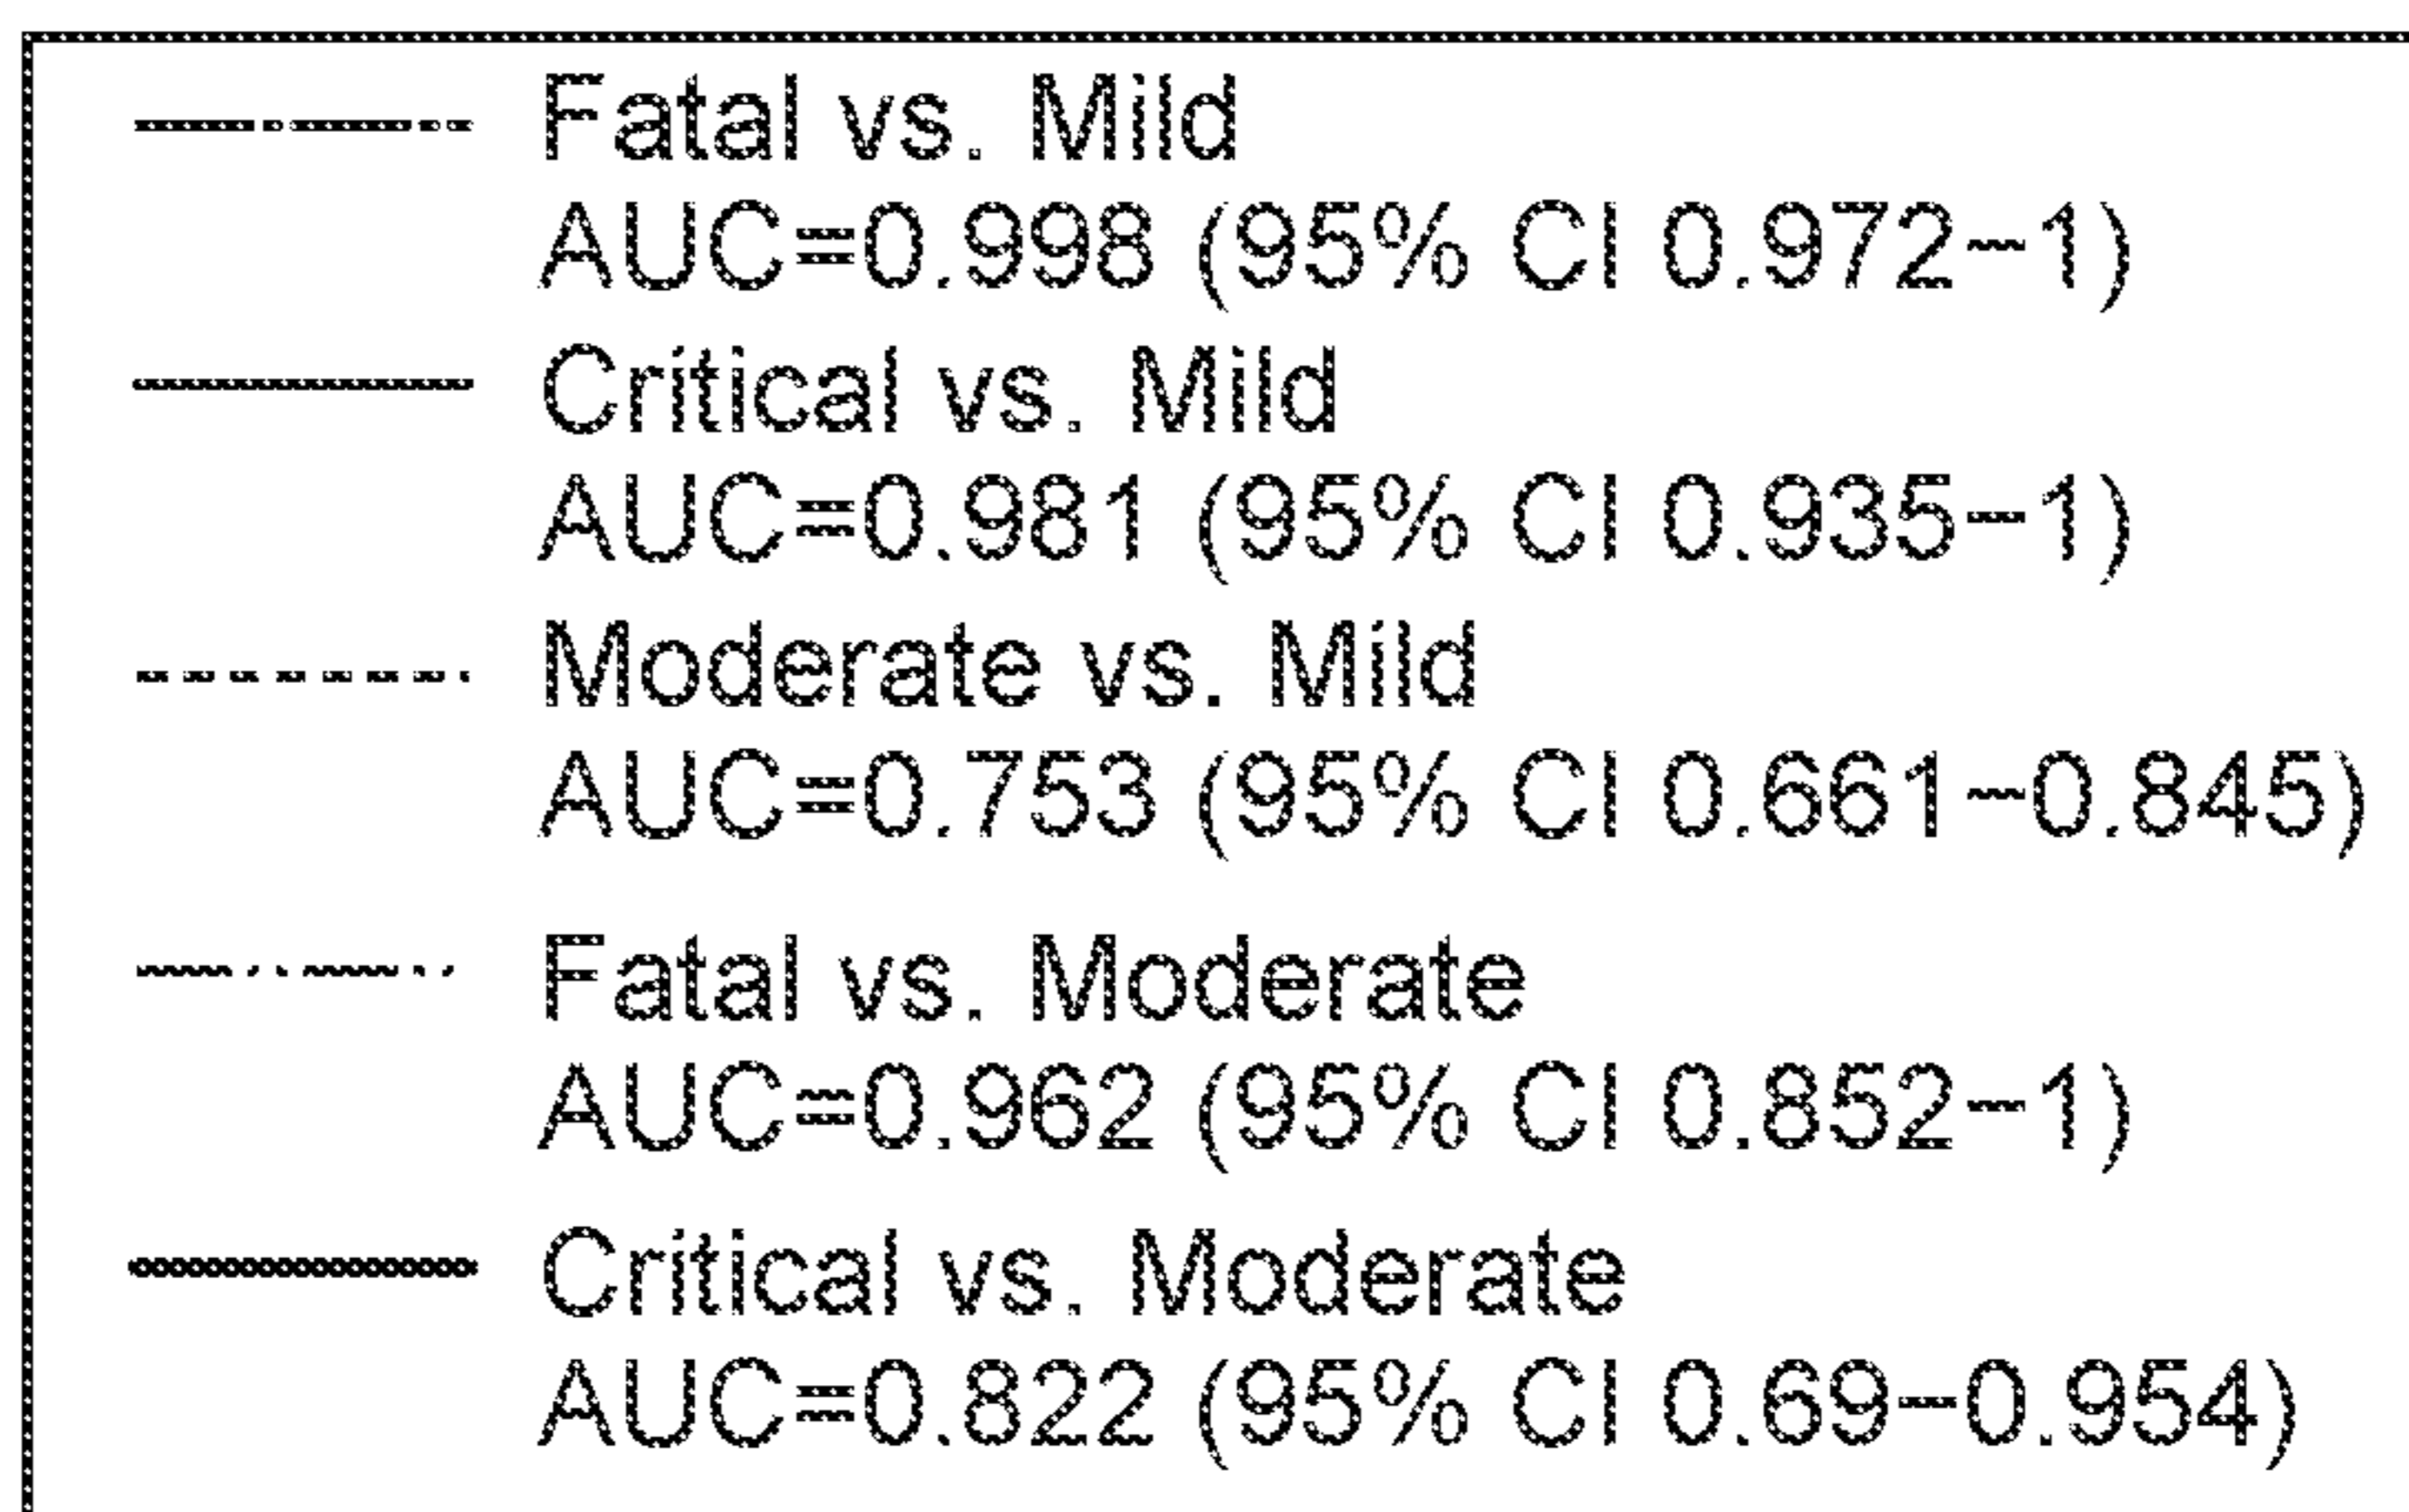 Fatal vs. Mild
AUC=0.998 (95% CI 0.972−1)
Critical vs. Mild
AUC=0.981 (95% CI 0.935−1)
Moderate vs. Mild
AUC=0.753 (95% CI 0.661−0.845)
Fatal vs. Moderate
AUC=0.962 (95% CI 0.852−1)
Critical vs. Moderate
AUC=0.822 (95% CI 0.69−0.954)